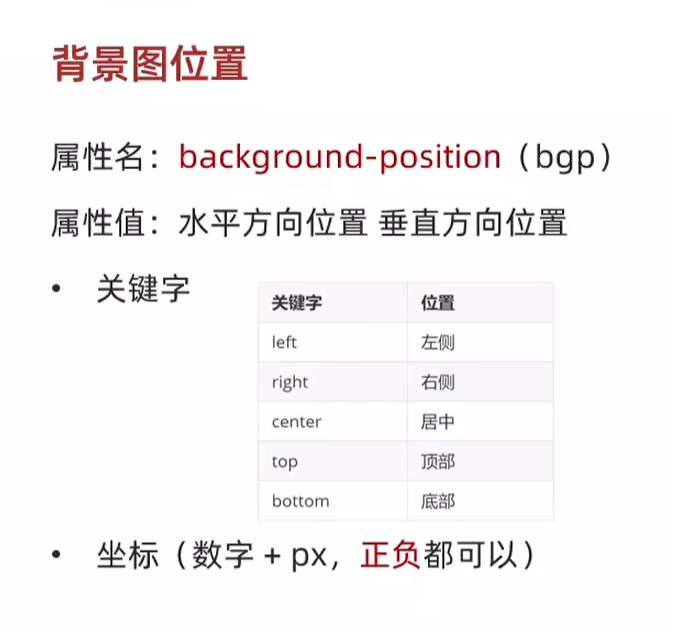 背景图位置
属性名：background-position（bgp）
属性值：水平方向位置 垂直方向位置
• 关键字
关键字 位置
left 左侧
right 右侧
center 居中
top 顶部
bottom 底部
• 坐标（数字 + px，正负都可以）